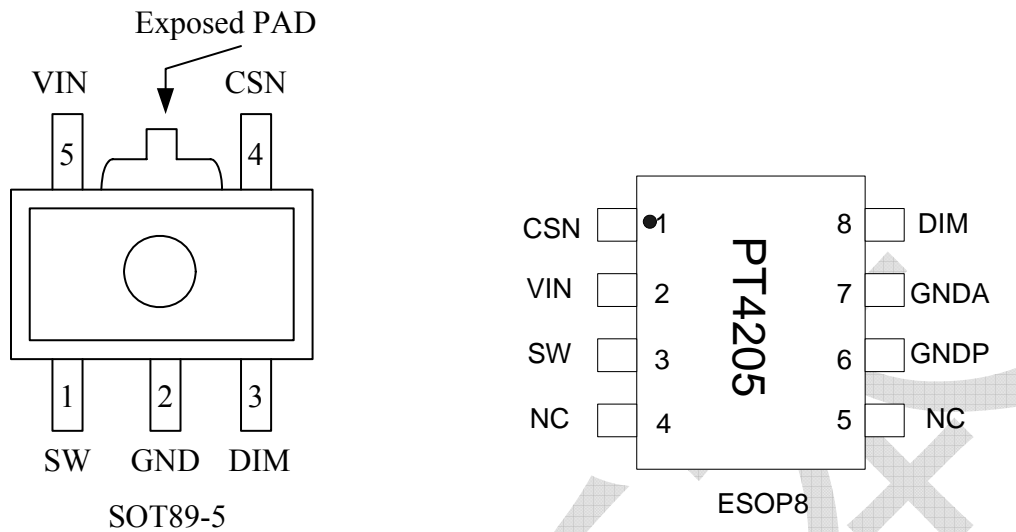 Exposed PAD
VIN
CSN
5
4
1
2
3
SW
GND
DIM
SOT89-5
CSN
1
8
DIM
VIN
2
7
GNDA
SW
3
6
GNDP
NC
4
5
NC
PT4205
ESOP8